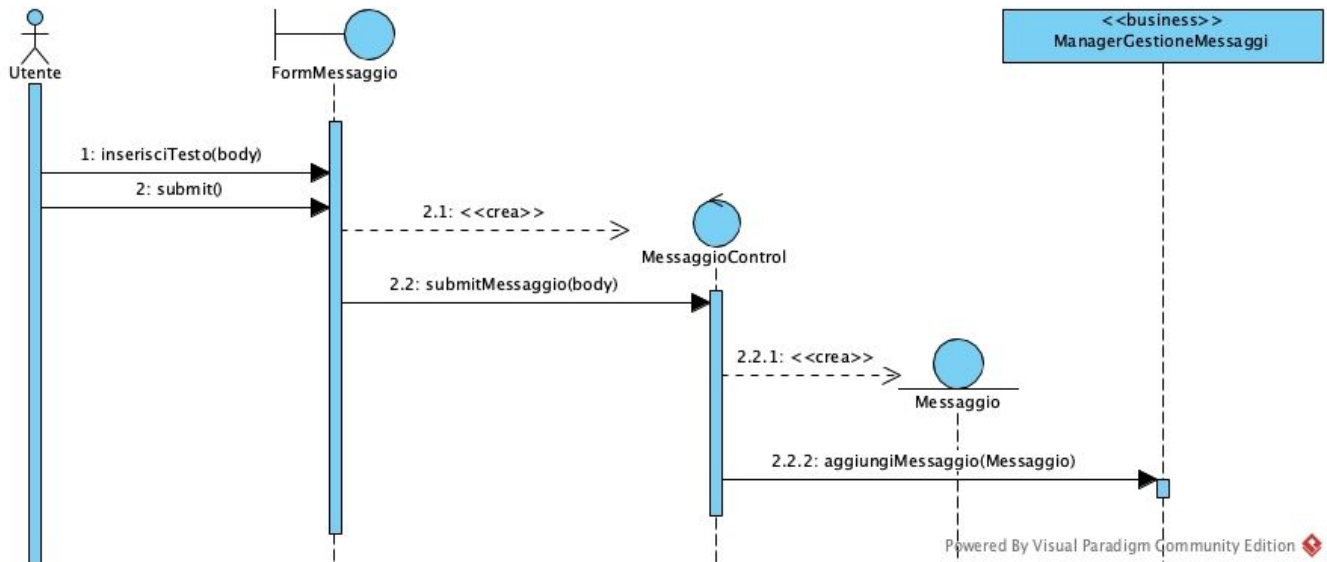 <<business>>
ManagerGestioneMessaggi
Utente
FormMessaggio
1: inserisciTesto(body)
2: submit()
2.1: <<crea>>
MessaggioControl
2.2: submitMessaggio(body)
2.2.1: <<crea>>
Messaggio
2.2.2: aggiungiMessaggio(Messaggio)
Powered By Visual Paradigm Community Edition